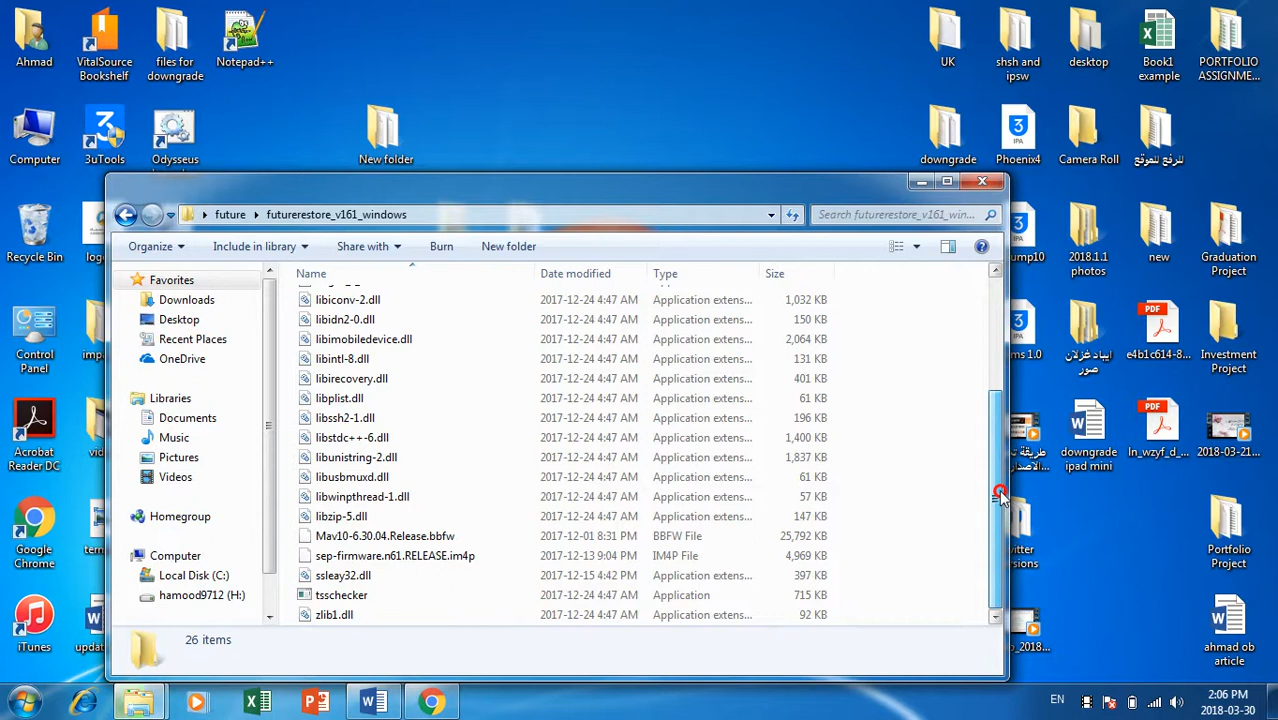 Ahmad
VitalSource
Bookshelf
files for
downgrade
Notepad++
UK
shsh and
ipsw
desktop
Book1
example
PORTFOLIO
ASSIGNME...
Computer
3uTools
Odysseus
New folder
downgrade
Phoenix4
Camera Roll
للرفع للموقع
Recycle Bin
2018.1.1
photos
new
Graduation
Project
Control
Panel
ايباد غزلان
صور
e4b1c614-8...
Investment
Project
Acrobat
Reader DC
downgrade
ipad mini
ln_wzyf_d_...
2018-03-21...
Google
Chrome
Portfolio
Project
iTunes
ahmad ob
article
future ▸ futurerestore_v161_windows
Search futurerestore_v161_win...
Organize
Include in library
Share with
Burn
New folder
Favorites
Downloads
Desktop
Recent Places
OneDrive
Libraries
Documents
Music
Pictures
Videos
Homegroup
Computer
Local Disk (C:)
hamood9712 (H:)
Name Date modified Type Size
libiconv-2.dll 2017-12-24 4:47 AM Application extens... 1,032 KB
libidn2-0.dll 2017-12-24 4:47 AM Application extens... 150 KB
libimobiledevice.dll 2017-12-24 4:47 AM Application extens... 2,064 KB
libintl-8.dll 2017-12-24 4:47 AM Application extens... 131 KB
libirecovery.dll 2017-12-24 4:47 AM Application extens... 401 KB
libplist.dll 2017-12-24 4:47 AM Application extens... 61 KB
libssh2-1.dll 2017-12-24 4:47 AM Application extens... 196 KB
libstdc++-6.dll 2017-12-24 4:47 AM Application extens... 1,400 KB
libunistring-2.dll 2017-12-24 4:47 AM Application extens... 1,837 KB
libusbmuxd.dll 2017-12-24 4:47 AM Application extens... 61 KB
libwinpthread-1.dll 2017-12-24 4:47 AM Application extens... 57 KB
libzip-5.dll 2017-12-24 4:47 AM Application extens... 147 KB
Mav10-6.30.04.Release.bbfw 2017-12-01 8:31 PM BBFW File 25,792 KB
sep-firmware.n61.RELEASE.im4p 2017-12-13 9:04 PM IM4P File 4,969 KB
ssleay32.dll 2017-12-15 4:42 PM Application extens... 397 KB
tsschecker 2017-12-24 4:47 AM Application 715 KB
zlib1.dll 2017-12-24 4:47 AM Application extens... 92 KB
26 items
EN
2:06 PM
2018-03-30